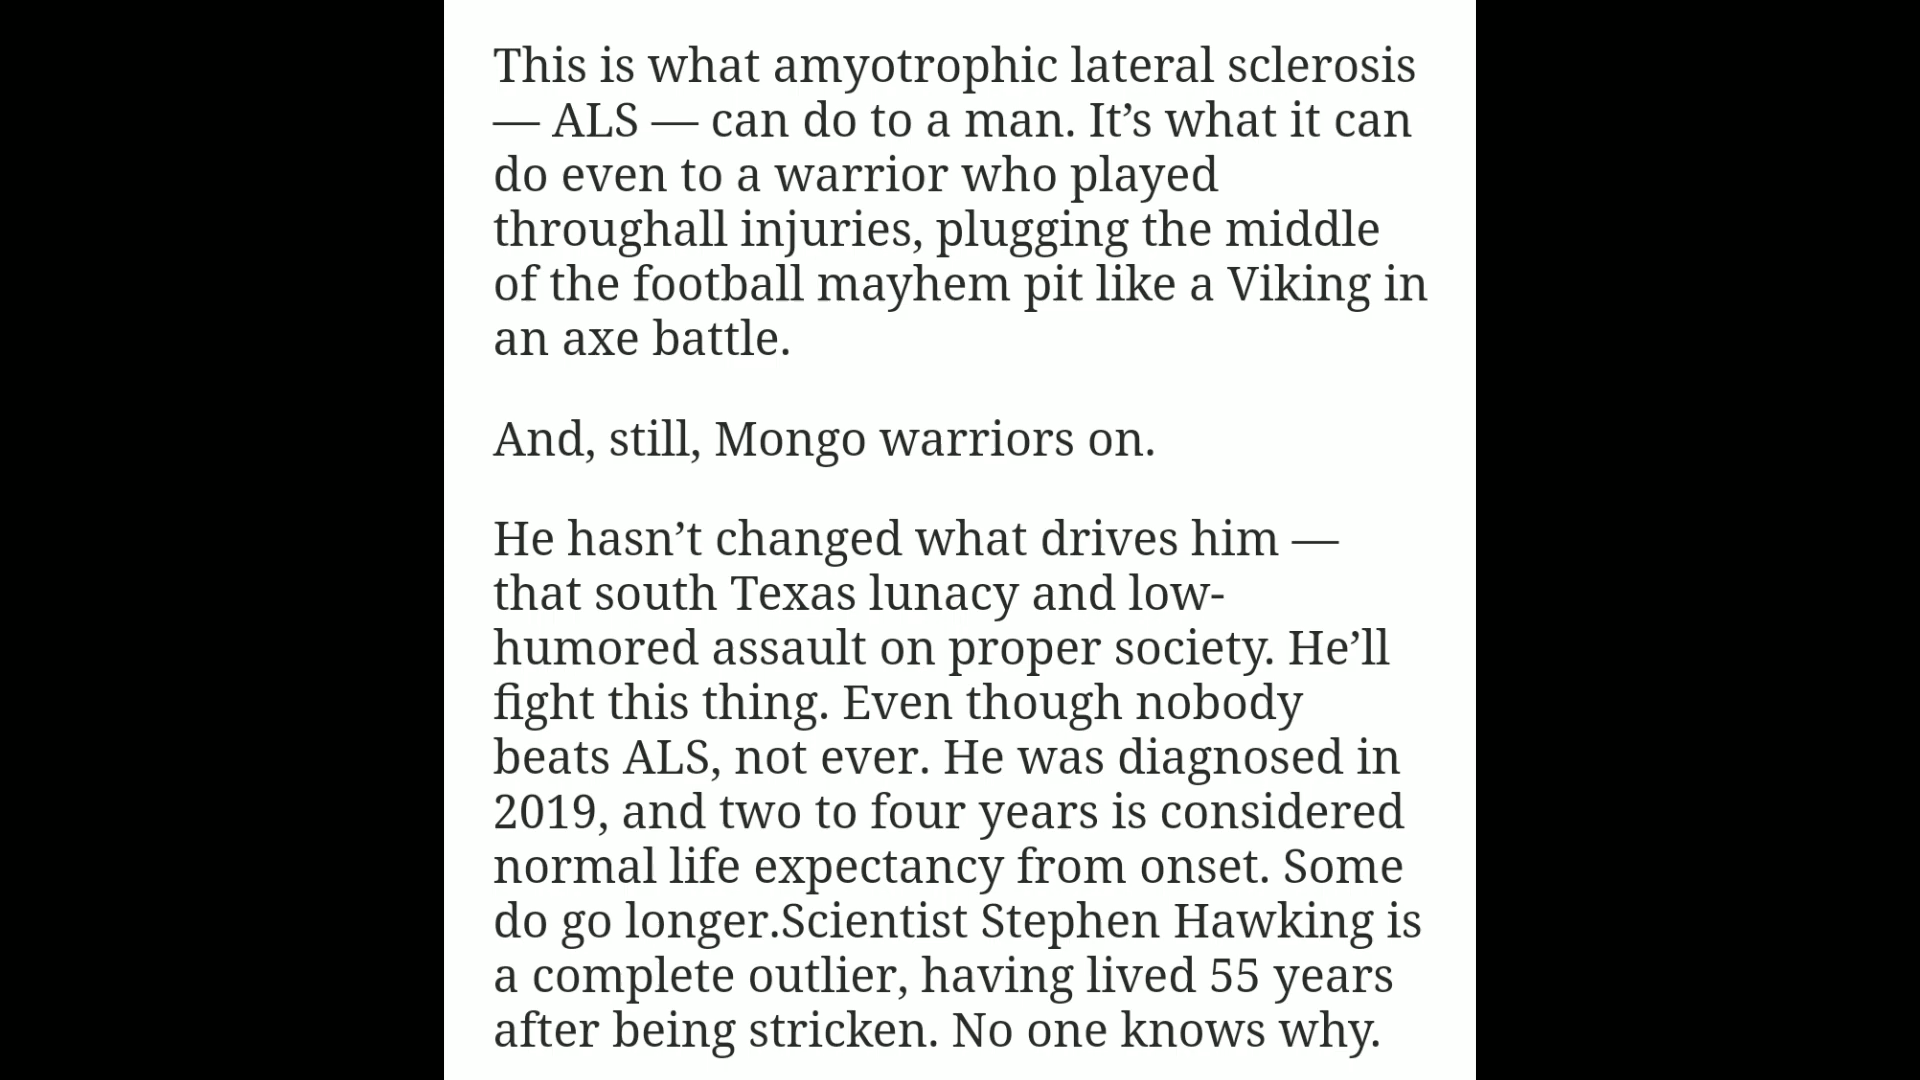 This is what amyotrophic lateral sclerosis
— ALS — can do to a man. It’s what it can
do even to a warrior who played
throughall injuries, plugging the middle
of the football mayhem pit like a Viking in
an axe battle.
And, still, Mongo warriors on.
He hasn’t changed what drives him —
that south Texas lunacy and low-
humored assault on proper society. He’ll
fight this thing. Even though nobody
beats ALS, not ever. He was diagnosed in
2019, and two to four years is considered
normal life expectancy from onset. Some
do go longer.Scientist Stephen Hawking is
a complete outlier, having lived 55 years
after being stricken. No one knows why.